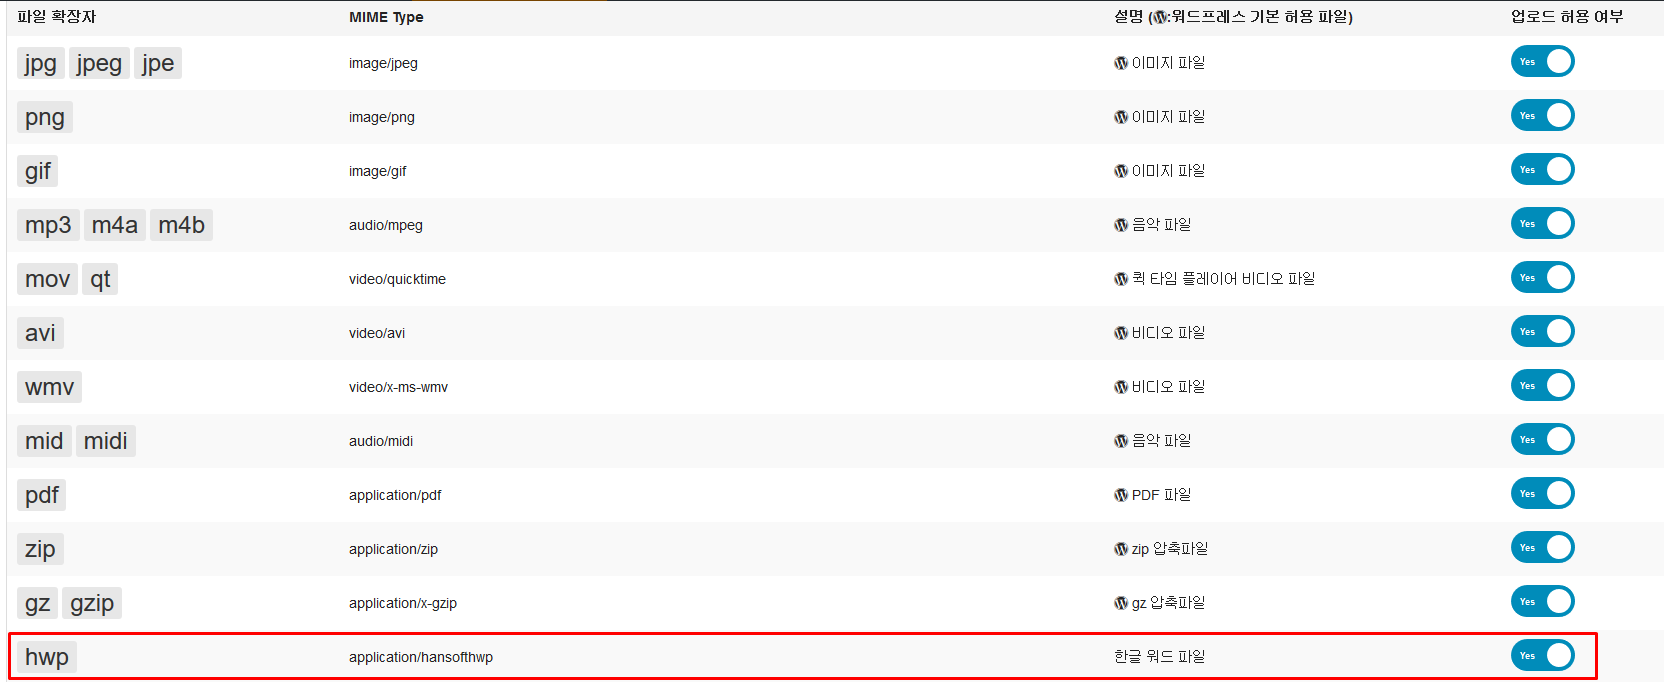 파일 확장자 MIME Type 설명 (:워드프레스 기본 허용 파일) 업로드 허용 여부
jpg jpeg jpe image/jpeg 이미지 파일 Yes
png image/png 이미지 파일 Yes
gif image/gif 이미지 파일 Yes
mp3 m4a m4b audio/mpeg 음악 파일 Yes
mov qt video/quicktime 퀵 타임 플레이어 비디오 파일 Yes
avi video/avi 비디오 파일 Yes
wmv video/x-ms-wmv 비디오 파일 Yes
mid midi audio/midi 음악 파일 Yes
pdf application/pdf PDF 파일 Yes
zip application/zip zip 압축파일 Yes
gz gzip application/x-gzip gz 압축파일 Yes
hwp application/hansofthwp 한글 워드 파일 Yes